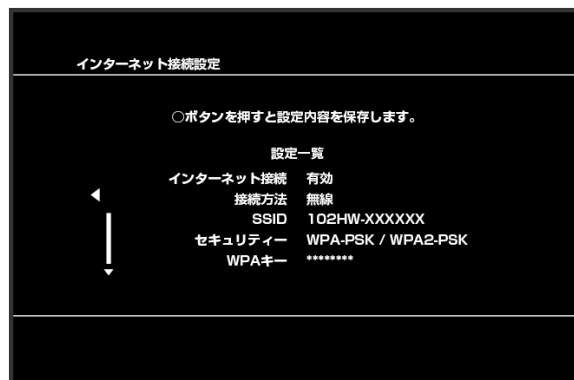 インターネット接続設定
○ボタンを押すと設定内容を保存します。
設定一覧
インターネット接続 有効
接続方法 無線
SSID 102HW-XXXXXX
セキュリティー WPA-PSK / WPA2-PSK
WPAキー ********